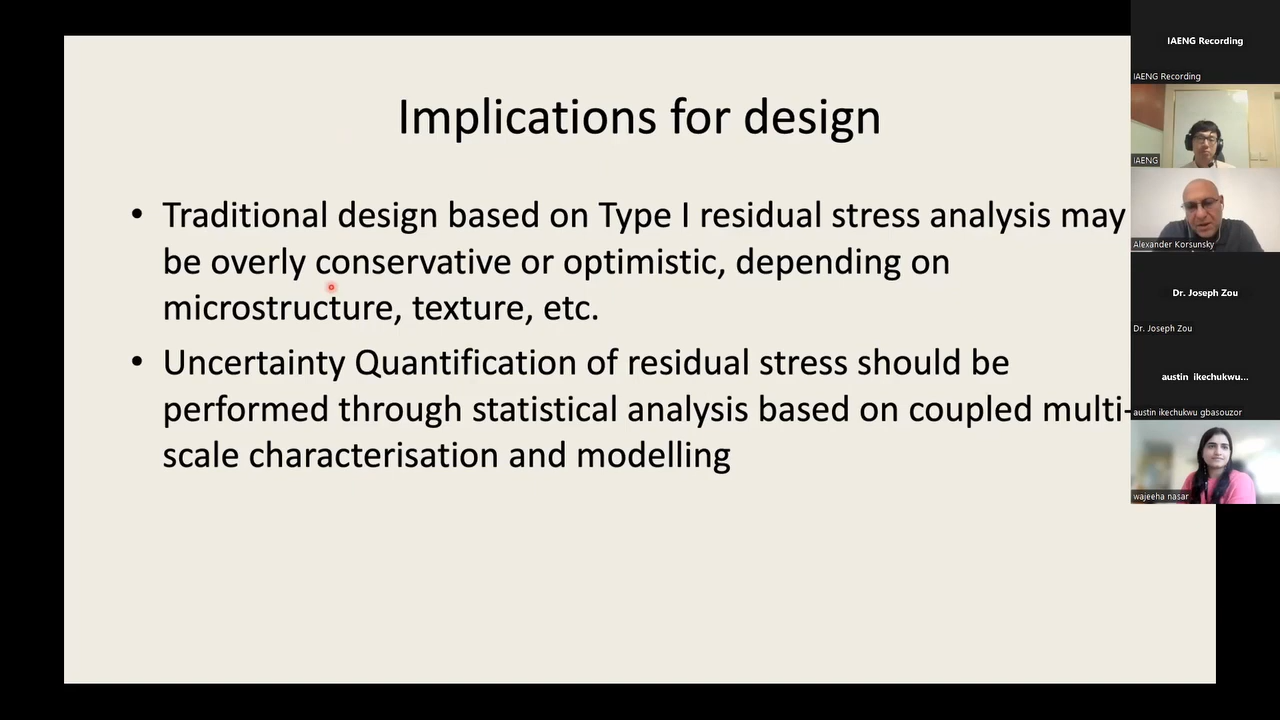 Implications for design
• Traditional design based on Type I residual stress analysis may
be overly conservative or optimistic, depending on
microstructure, texture, etc.
• Uncertainty Quantification of residual stress should be
performed through statistical analysis based on coupled multi-
scale characterisation and modelling
IAENG Recording
IAENG Recording
IAENG
Alexander Korsunsky
Dr. Joseph Zou
Dr. Joseph Zou
austin ikechukwu...
austin ikechukwu gbasouzor
wajeeha nasar